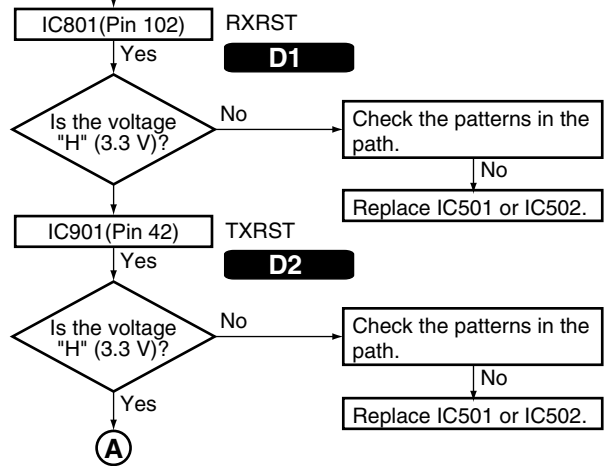 IC801(Pin 102)
RXRST
Yes
D1
Is the voltage
"H" (3.3 V)?
No
Check the patterns in the
path.
No
Replace IC501 or IC502.
IC901(Pin 42)
TXRST
Yes
D2
Is the voltage
"H" (3.3 V)?
No
Check the patterns in the
path.
No
Replace IC501 or IC502.
Yes
A